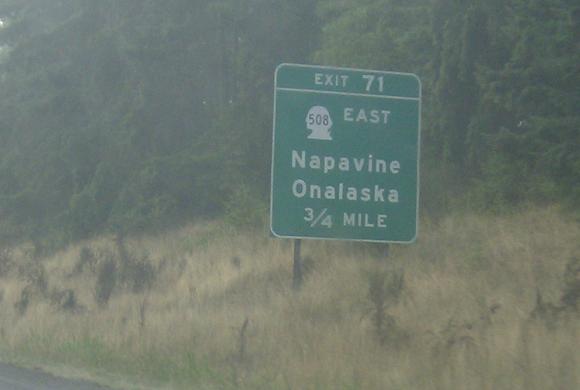 EXIT 71
508 EAST
Napavine
Onalaska
3/4 MILE